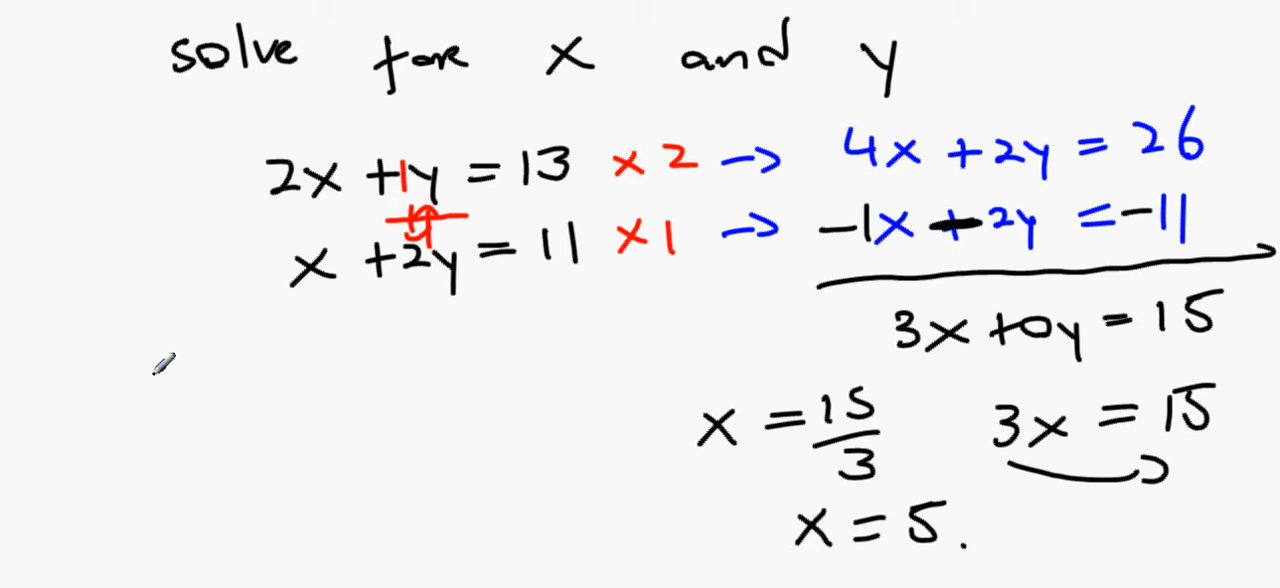 solve for x and y
2x +1y = 13 x 2 → 4x + 2y = 26
x + 2y = 11 x 1 → -1x - 2y = -11
3x + 0y = 15
x = 15/3 3x = 15
x = 5.